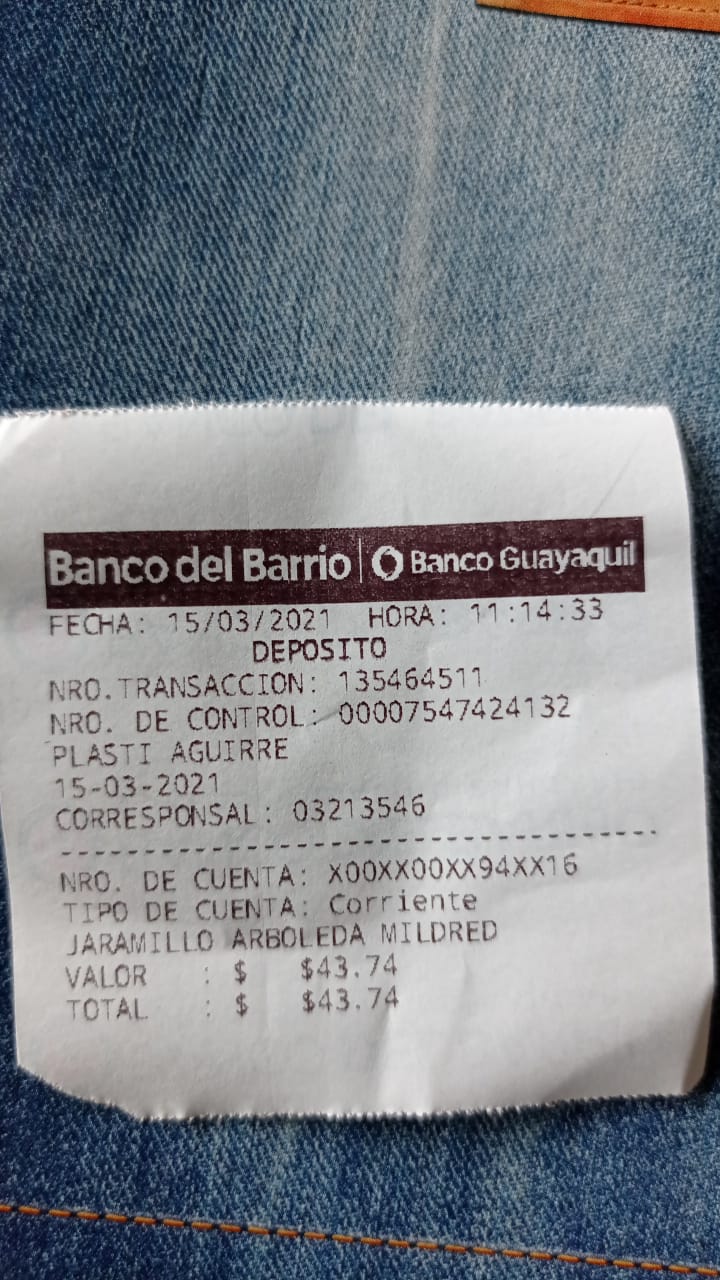 Banco del Barrio | Banco Guayaquil
FECHA: 15/03/2021 HORA: 11:14:33
DEPOSITO
NRO.TRANSACCION: 135464511
NRO. DE CONTROL: 00007547424132
PLASTI AGUIRRE
15-03-2021
CORRESPONSAL: 03213546
NRO. DE CUENTA: X00XX00XX94XX16
TIPO DE CUENTA: Corriente
JARAMILLO ARBOLEDA MILDRED
VALOR : $ $43.74
TOTAL : $ $43.74